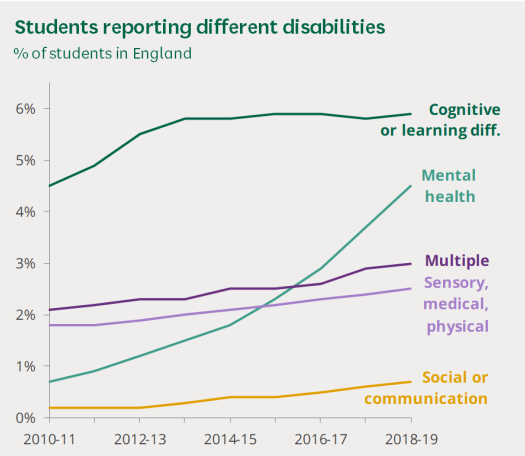 Students reporting different disabilities
% of students in England
6%
5%
4%
3%
2%
1%
0%
Cognitive
or learning diff.
Mental
health
Multiple
Sensory,
medical,
physical
Social or
communication
2010-11 2012-13 2014-15 2016-17 2018-19